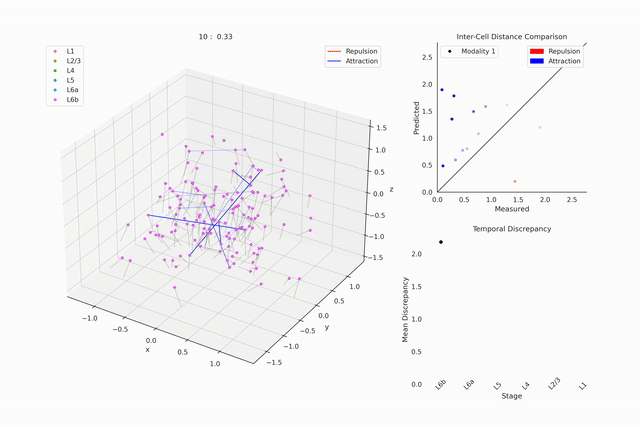 10 : 0.33
L1
L2/3
L4
L5
L6a
L6b
Repulsion
Attraction
1.5
1.0
0.5
0.0
−0.5
−1.0
−1.5
z
−1.0
−0.5
0.0
0.5
1.0
x
−1.5
−1.0
−0.5
0.0
0.5
1.0
y
Inter-Cell Distance Comparison
Modality 1
Repulsion
Attraction
2.5
2.0
1.5
1.0
0.5
0.0
Predicted
0.0
0.5
1.0
1.5
2.0
2.5
Measured
Temporal Discrepancy
2.0
1.5
1.0
0.5
0.0
Mean Discrepancy
L6b
L6a
L5
L4
L2/3
L1
Stage